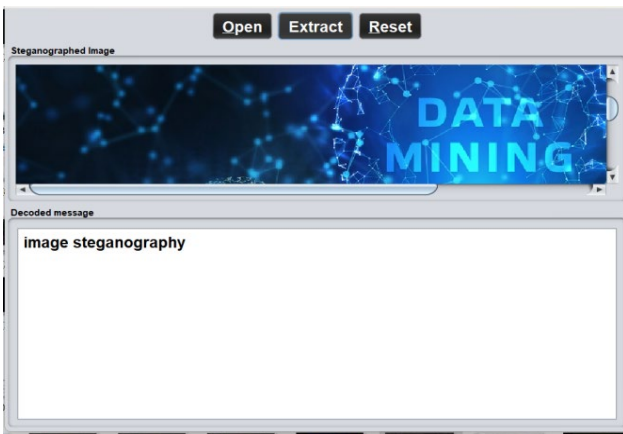 Open Extract Reset
Steganographed Image
DATA
MINING
Decoded message
image steganography